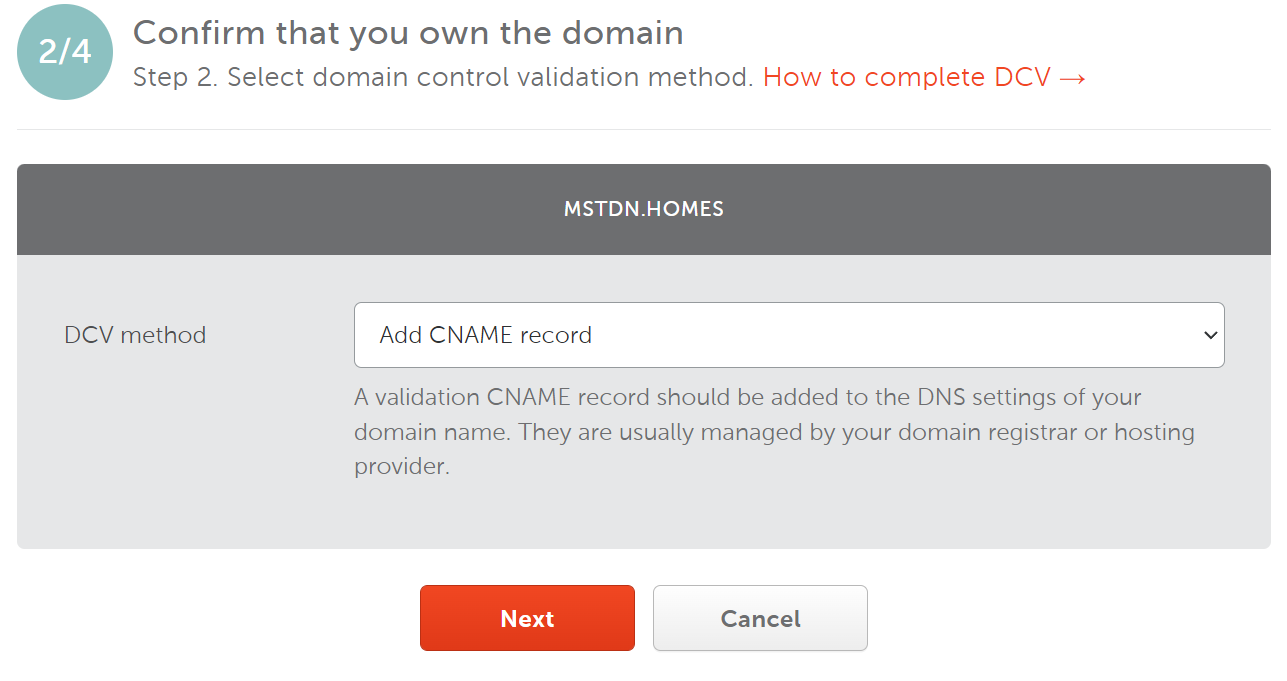 2/4
Confirm that you own the domain
Step 2. Select domain control validation method. How to complete DCV →
MSTDN.HOMES
DCV method
Add CNAME record
A validation CNAME record should be added to the DNS settings of your
domain name. They are usually managed by your domain registrar or hosting
provider.
Next
Cancel